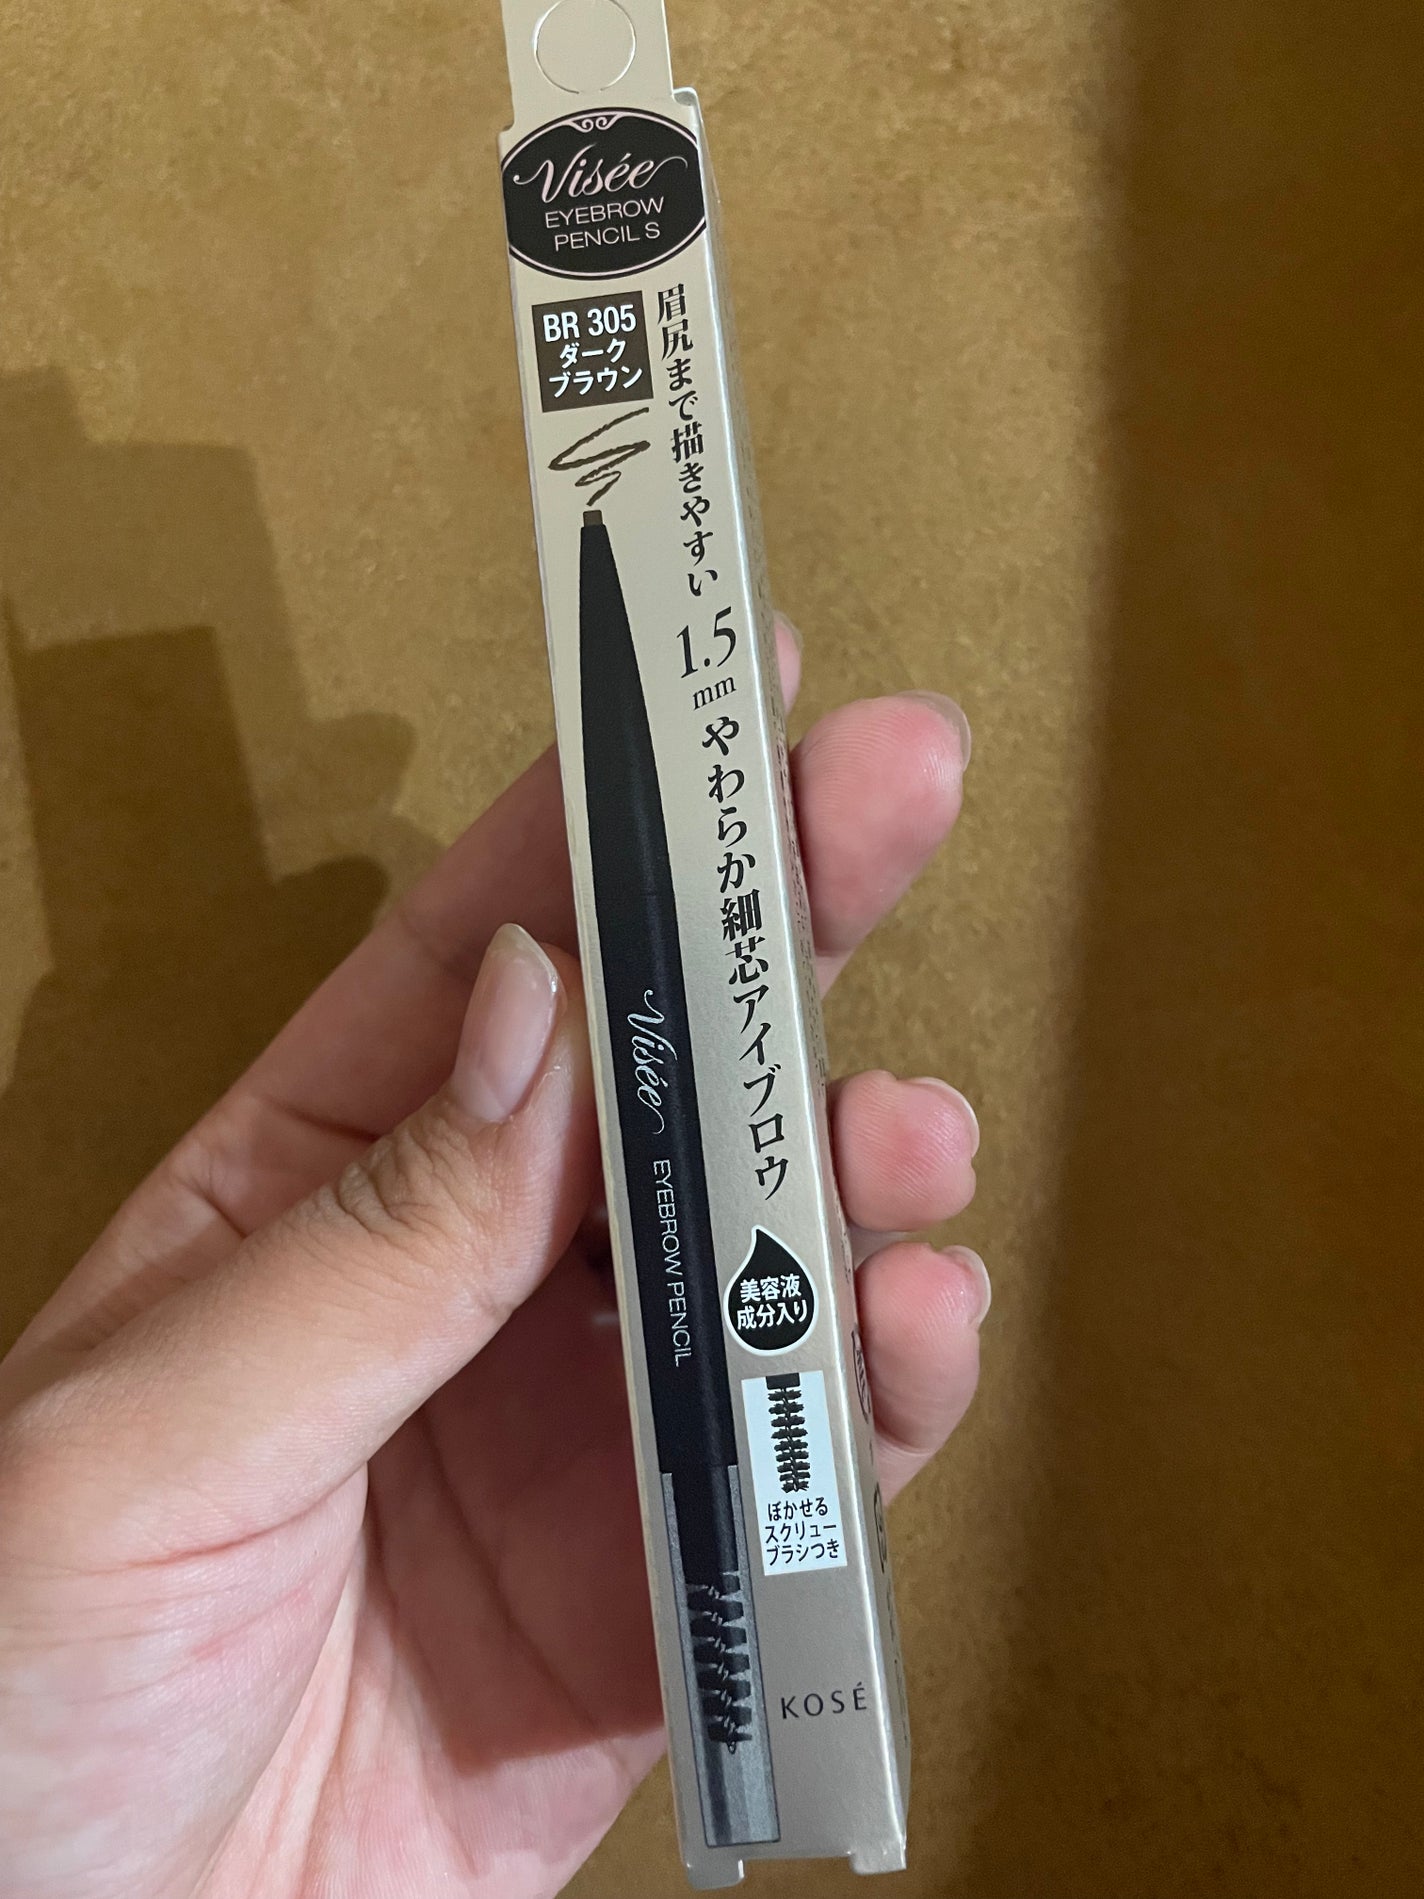 Visée
EYEBROW
PENCIL S
BR 305
ダーク
ブラウン
眉尻まで描きやすい
1.5
mm
やわらか細芯アイブロウ
Visée EYEBROW PENCIL
美容液
成分入り
ぼかせる
スクリュー
ブラシつき
KOSÉ